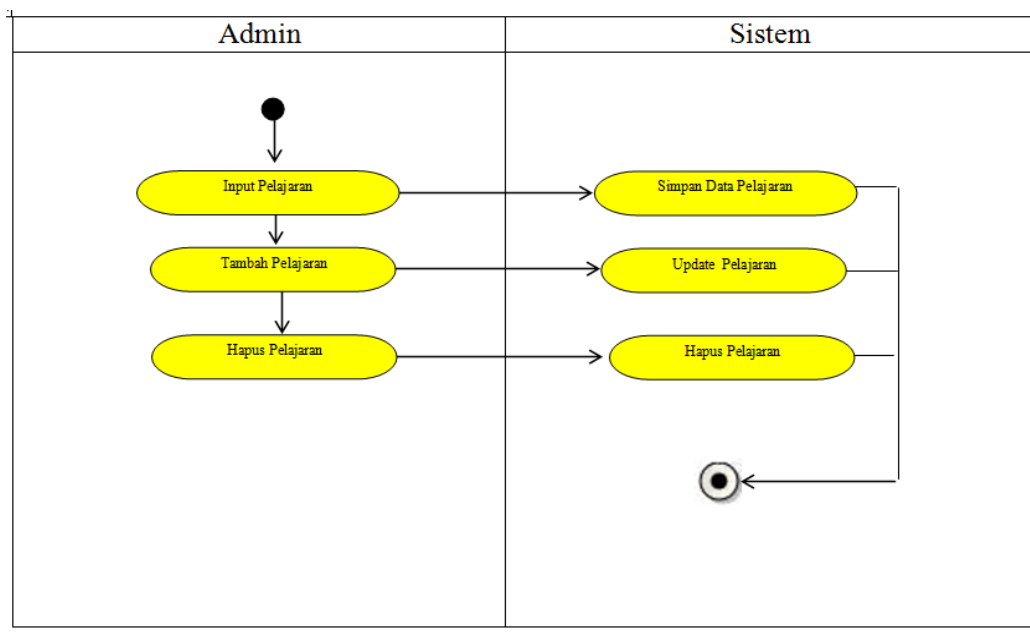 Admin
Sistem
Input Pelajaran
Simpan Data Pelajaran
Tambah Pelajaran
Update Pelajaran
Hapus Pelajaran
Hapus Pelajaran